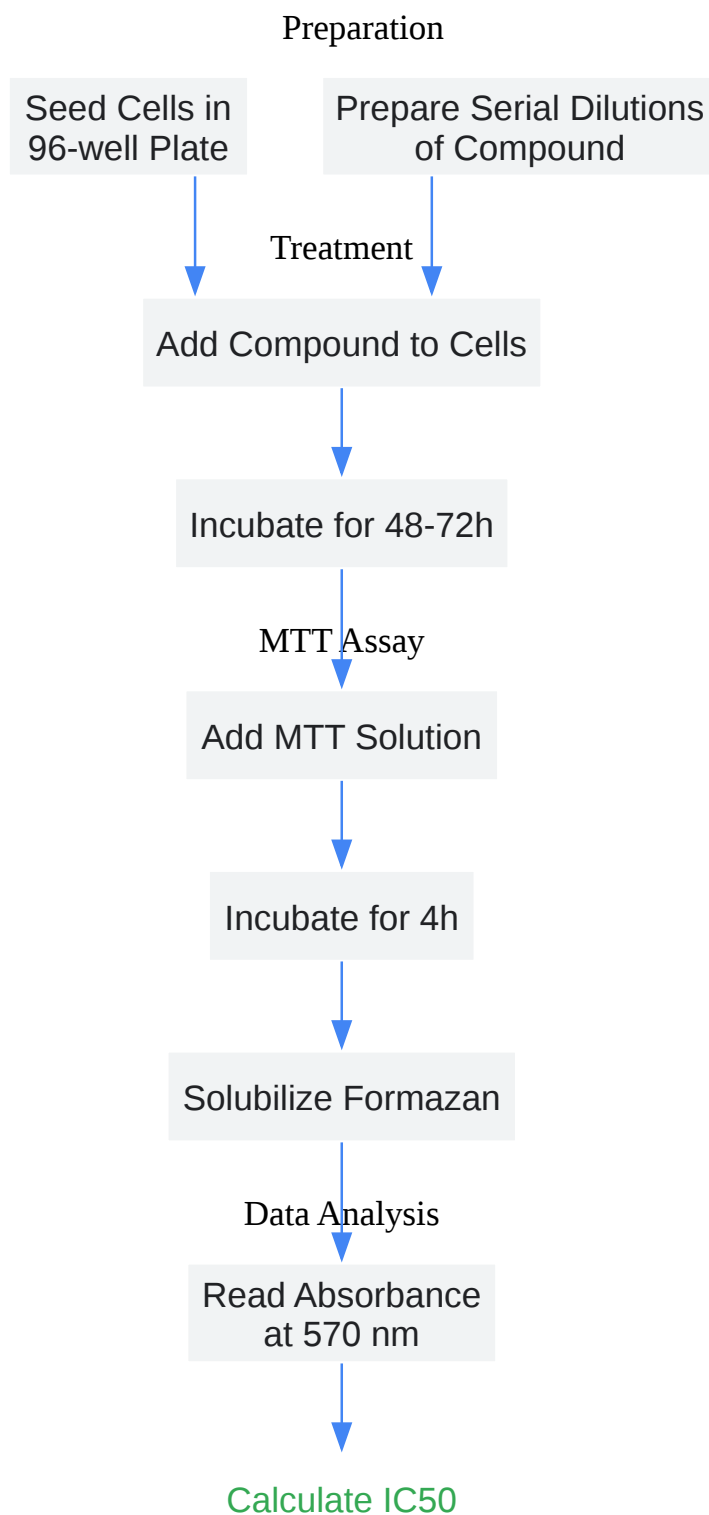 Preparation
Seed Cells in
96-well Plate
Prepare Serial Dilutions
of Compound
Treatment
Add Compound to Cells
Incubate for 48-72h
MTT Assay
Add MTT Solution
Incubate for 4h
Solubilize Formazan
Data Analysis
Read Absorbance
at 570 nm
Calculate IC50